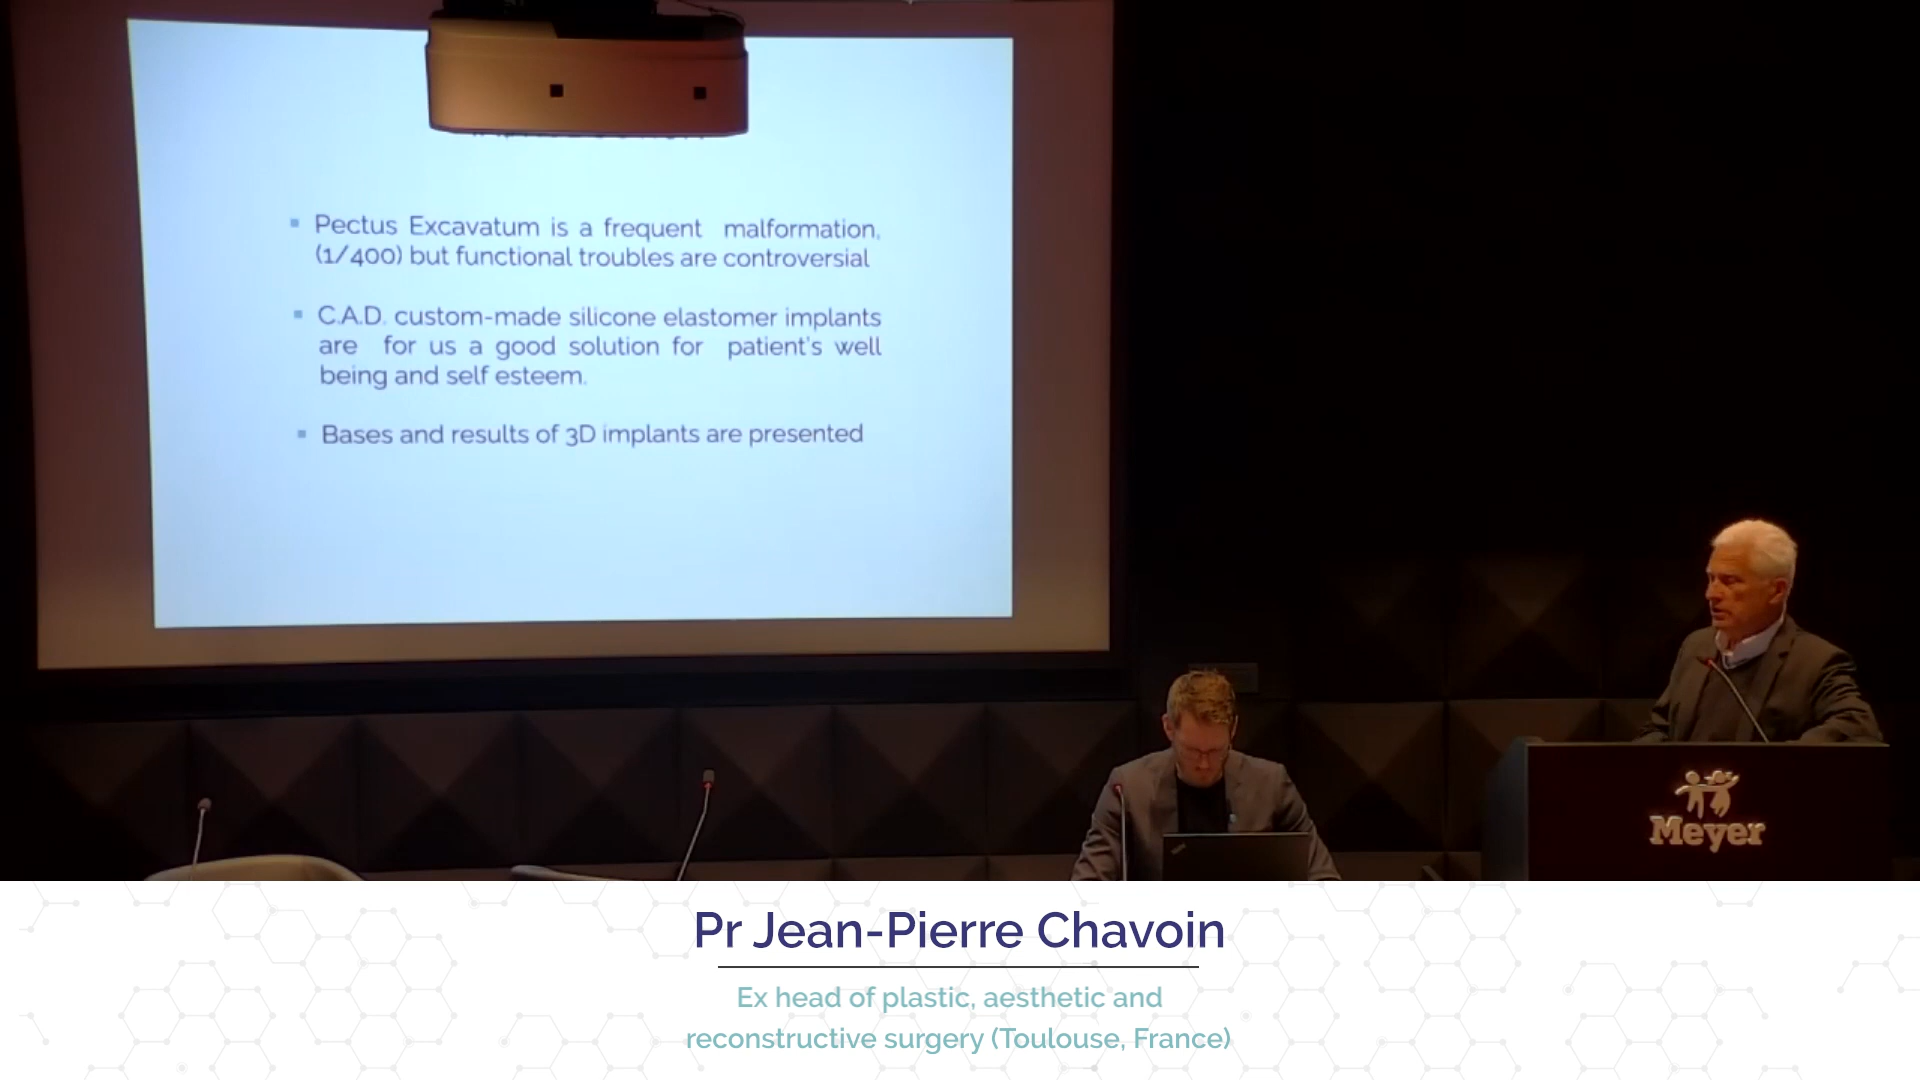 Pectus Excavatum is a frequent malformation,
(1/400) but functional troubles are controversial
C.A.D. custom-made silicone elastomer implants
are for us a good solution for patient's well
being and self esteem.
Bases and results of 3D implants are presented
Meyer
Pr Jean-Pierre Chavoin
Ex head of plastic, aesthetic and
reconstructive surgery (Toulouse, France)